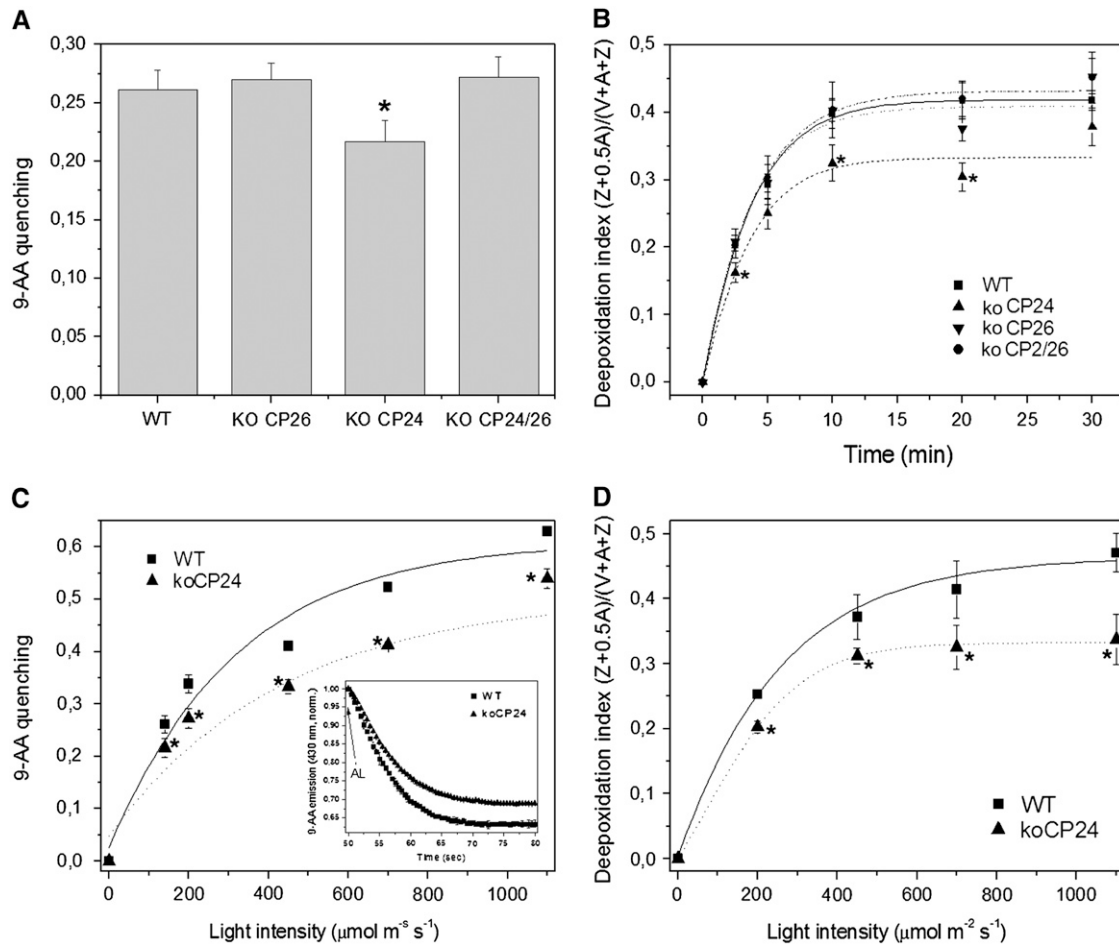 A
0,30
0,25
0,20
0,15
0,10
0,05
0,00
9-AA quenching
*
WT
KO CP26
KO CP24
KO CP24/26
B
0,5
0,4
0,3
0,2
0,1
0,0
Deepoxidation index (Z+0.5A)/(V+A+Z)
*
*
*
WT
ko CP24
ko CP26
ko CP2/26
0
5
10
15
20
25
30
Time (min)
C
0,6
0,5
0,4
0,3
0,2
0,1
0,0
9-AA quenching
WT
koCP24
*
*
*
*
*
1.00
0.95
0.90
0.85
0.80
0.75
0.70
0.65
9-AA emission (430 nm, norm.)
WT
koCP24
AL
50
55
60
65
70
75
80
Time (sec)
0
200
400
600
800
1000
Light intensity (μmol m⁻ˢ s⁻¹)
D
0,5
0,4
0,3
0,2
0,1
0,0
Deepoxidation index (Z+0.5A)/(V+A+Z)
*
*
*
*
WT
koCP24
0
200
400
600
800
1000
Light intensity (μmol m⁻² s⁻¹)